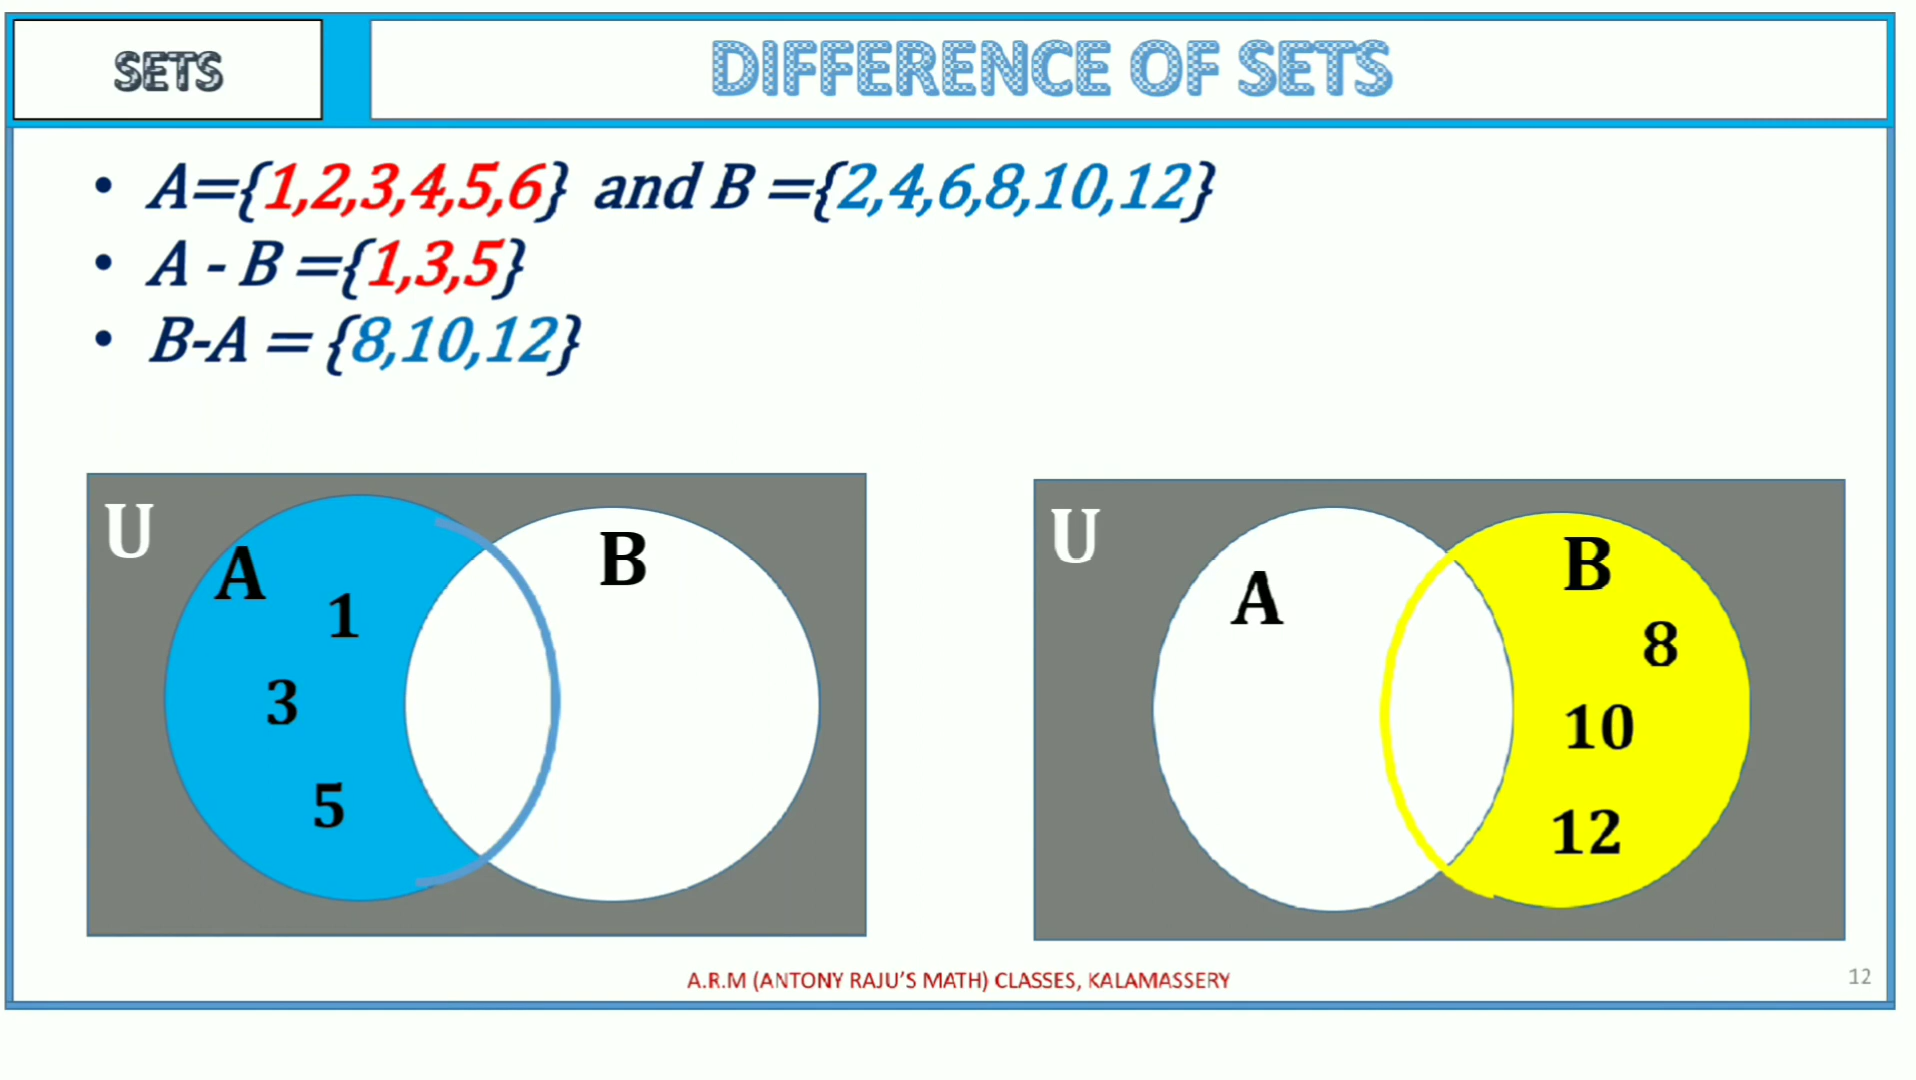 SETS
DIFFERENCE OF SETS
• A={1,2,3,4,5,6} and B ={2,4,6,8,10,12}
• A - B ={1,3,5}
• B-A = {8,10,12}
U
A
B
1
3
5
U
A
B
8
10
12
A.R.M (ANTONY RAJU'S MATH) CLASSES, KALAMASSERY
12